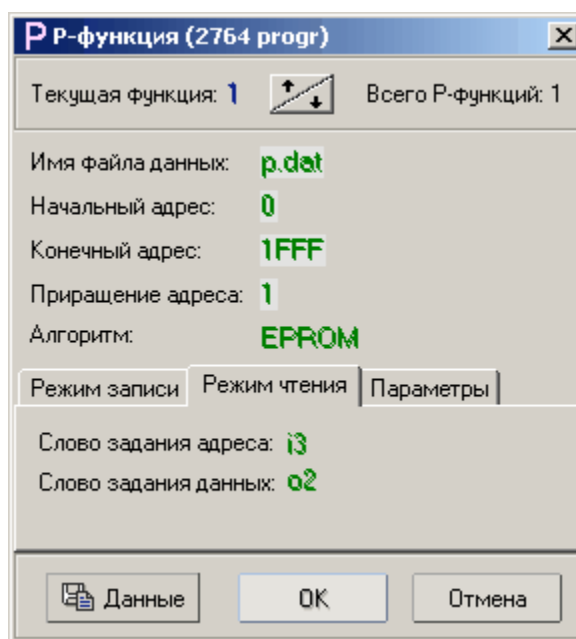 P P-функция (2764 progr)
Текущая функция: 1 Всего P-функций: 1
Имя файла данных: p.dat
Начальный адрес: 0
Конечный адрес: 1FFF
Приращение адреса: 1
Алгоритм: EPROM
Режим записи Режим чтения Параметры
Слово задания адреса: i3
Слово задания данных: o2
Данные OK Отмена